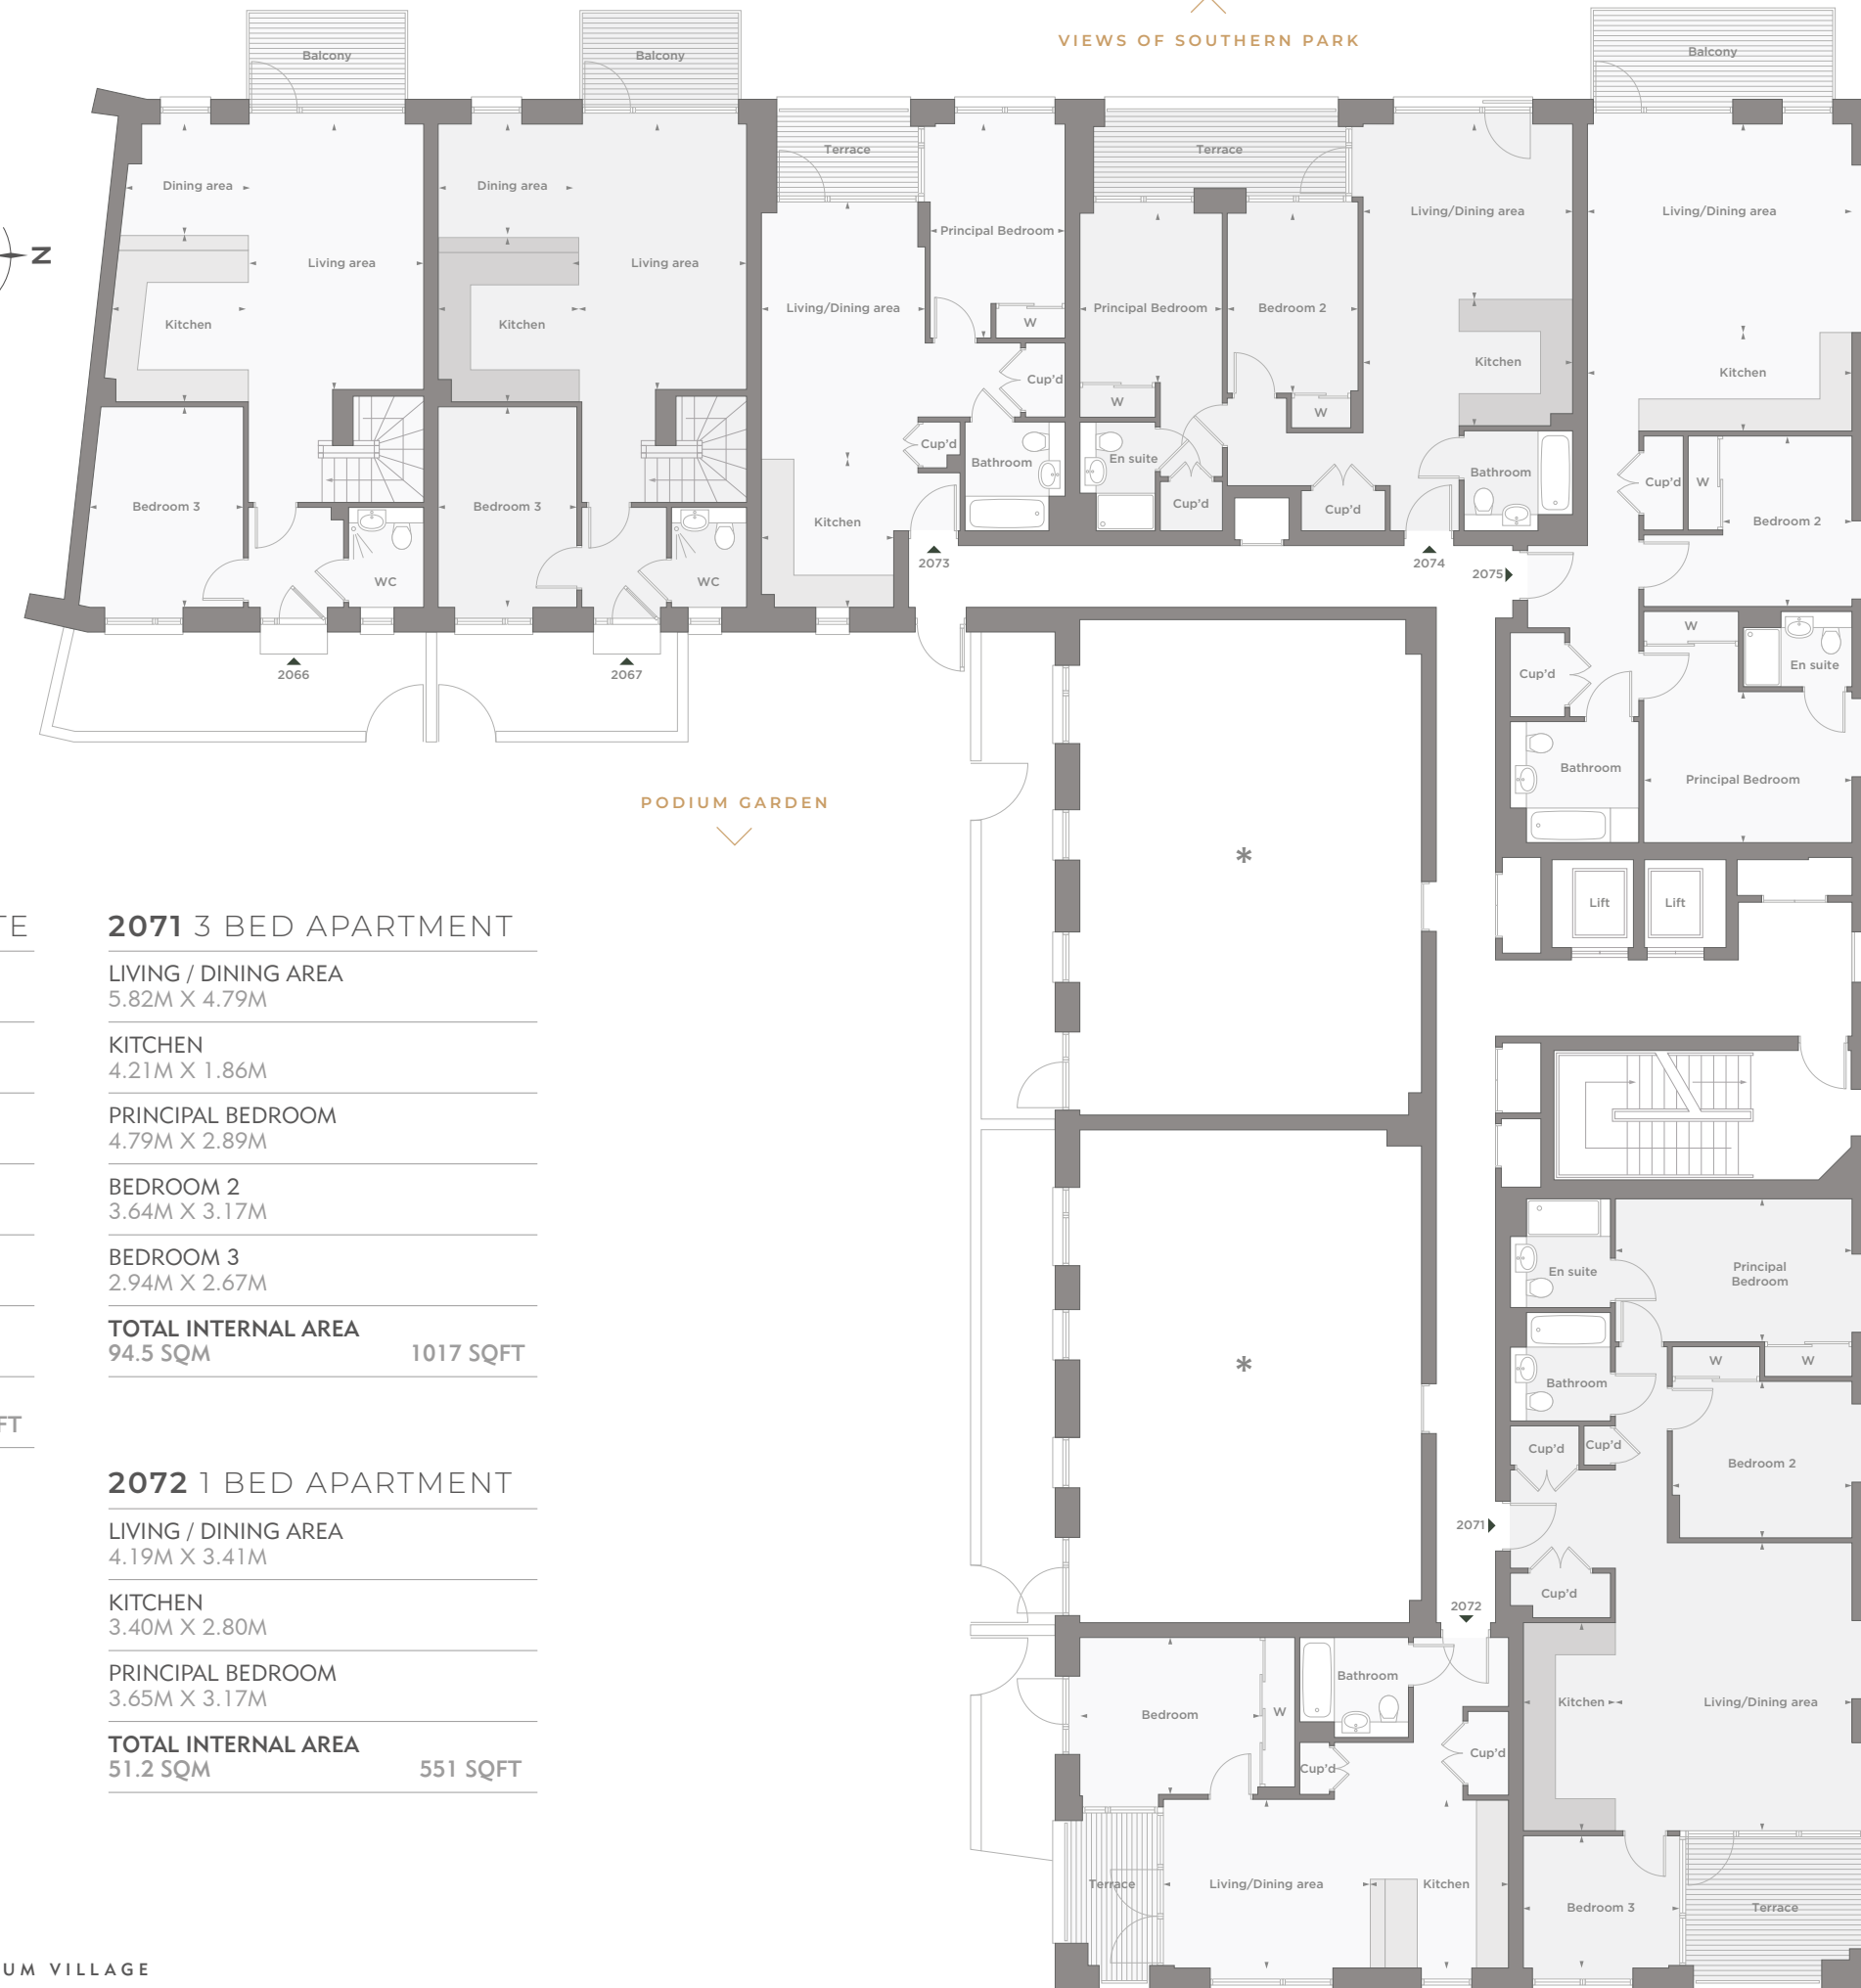 VIEWS OF SOUTHERN PARK
Balcony
Balcony
Balcony
Terrace
Terrace
Dining area
Dining area
Principal Bedroom
Living/Dining area
Living/Dining area
N
Living area
Living area
Living/Dining area
Principal Bedroom
Bedroom 2
Kitchen
Kitchen
W
Kitchen
Kitchen
Cup'd
W
W
Cup'd
Bathroom
En suite
Bathroom
Cup'd
W
Bedroom 3
Bedroom 3
Kitchen
Cup'd
Cup'd
Bedroom 2
WC
WC
2073
2074
2075
2066
2067
W
En suite
Cup'd
Bathroom
Principal Bedroom
PODIUM GARDEN
*
Lift
Lift
TE
2071 3 BED APARTMENT
LIVING / DINING AREA
5.82M X 4.79M
KITCHEN
4.21M X 1.86M
PRINCIPAL BEDROOM
4.79M X 2.89M
BEDROOM 2
3.64M X 3.17M
BEDROOM 3
2.94M X 2.67M
TOTAL INTERNAL AREA
94.5 SQM 1017 SQFT
FT
2072 1 BED APARTMENT
LIVING / DINING AREA
4.19M X 3.41M
KITCHEN
3.40M X 2.80M
PRINCIPAL BEDROOM
3.65M X 3.17M
TOTAL INTERNAL AREA
51.2 SQM 551 SQFT
*
En suite
Principal
Bedroom
Bathroom
W
W
Cup'd
Cup'd
Bedroom 2
2071
Cup'd
2072
Bedroom
W
Bathroom
Cup'd
Cup'd
Kitchen
Living/Dining area
Terrace
Living/Dining area
Kitchen
Bedroom 3
Terrace
UM VILLAGE